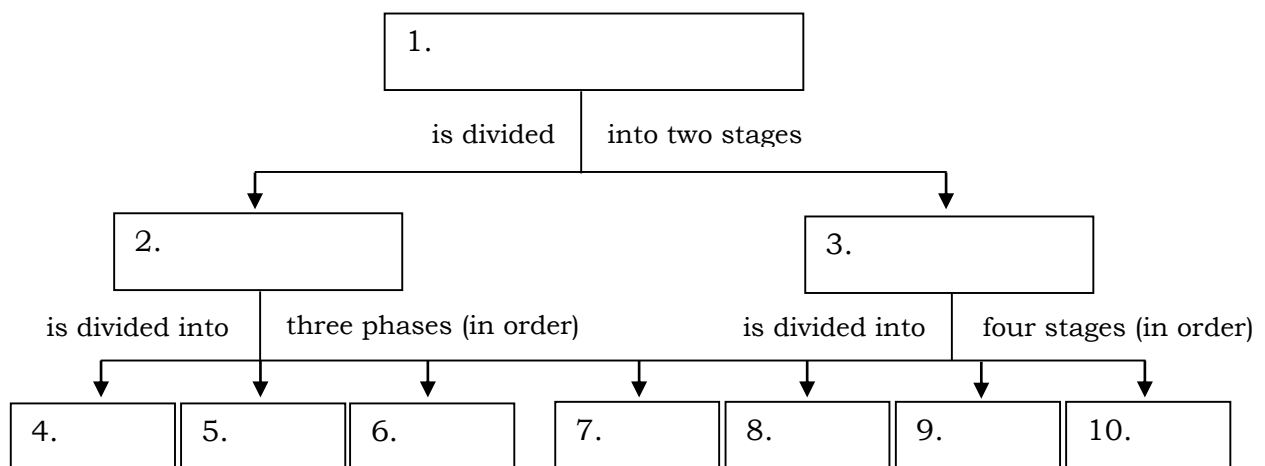 1.
is divided into two stages
2. 3.
is divided into three phases (in order) is divided into four stages (in order)
4. 5. 6. 7. 8. 9. 10.